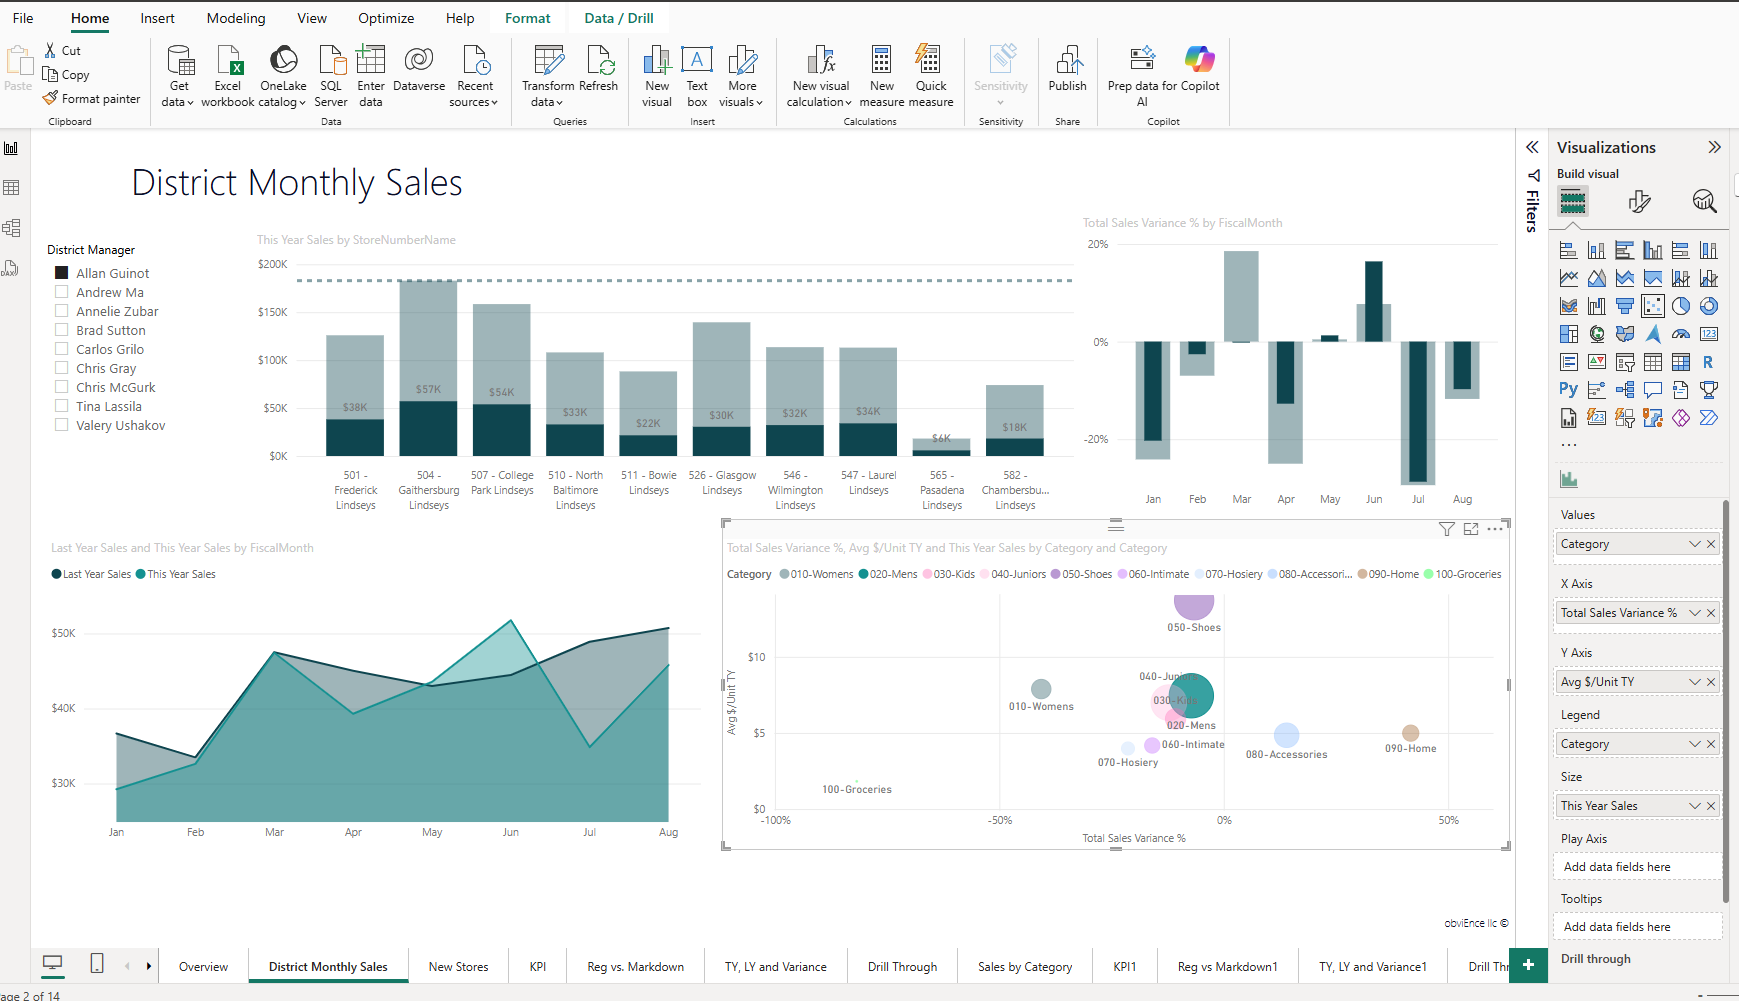 File Home Insert Modeling View Optimize Help Format Data / Drill
Paste
Cut
Copy
Format painter
Clipboard
Get data
Excel workbook
OneLake catalog
SQL Server
Enter data
Dataverse
Recent sources
Data
Transform data
Refresh
Queries
New visual
Text box
More visuals
Insert
New visual calculation
New measure
Quick measure
Calculations
Sensitivity
Sensitivity
Publish
Share
Prep data for AI
Copilot
Copilot
District Monthly Sales
District Manager
Allan Guinot
Andrew Ma
Annelie Zubar
Brad Sutton
Carlos Grilo
Chris Gray
Chris McGurk
Tina Lassila
Valery Ushakov
This Year Sales by StoreNumberName
$200K
$150K
$100K
$50K
$0K
$38K $57K $54K $33K $22K $30K $32K $34K $6K $18K
501 - Frederick Lindseys
504 - Gaithersburg Lindseys
507 - College Park Lindseys
510 - North Baltimore Lindseys
511 - Bowie Lindseys
526 - Glasgow Lindseys
546 - Wilmington Lindseys
547 - Laurel Lindseys
565 - Pasadena Lindseys
582 - Chambersbu... Lindseys
Total Sales Variance % by FiscalMonth
20%
0%
-20%
Jan Feb Mar Apr May Jun Jul Aug
Last Year Sales and This Year Sales by FiscalMonth
Last Year Sales This Year Sales
$50K
$40K
$30K
Jan Feb Mar Apr May Jun Jul Aug
Total Sales Variance %, Avg $/Unit TY and This Year Sales by Category and Category
Category 010-Womens 020-Mens 030-Kids 040-Juniors 050-Shoes 060-Intimate 070-Hosiery 080-Accessori... 090-Home 100-Groceries
Avg $/Unit TY
$10
$5
$0
050-Shoes
040-Juniors
030-Kids
010-Womens
020-Mens
060-Intimate
070-Hosiery
080-Accessories
090-Home
100-Groceries
-100% -50% 0% 50%
Total Sales Variance %
obviEnce llc ©
Filters
Visualizations
Build visual
123
R
Py
123
Values
Category
X Axis
Total Sales Variance %
Y Axis
Avg $/Unit TY
Legend
Category
Size
This Year Sales
Play Axis
Add data fields here
Tooltips
Add data fields here
Drill through
Overview District Monthly Sales New Stores KPI Reg vs. Markdown TY, LY and Variance Drill Through Sales by Category KPI1 Reg vs Markdown1 TY, LY and Variance1 Drill Thr
age 2 of 14